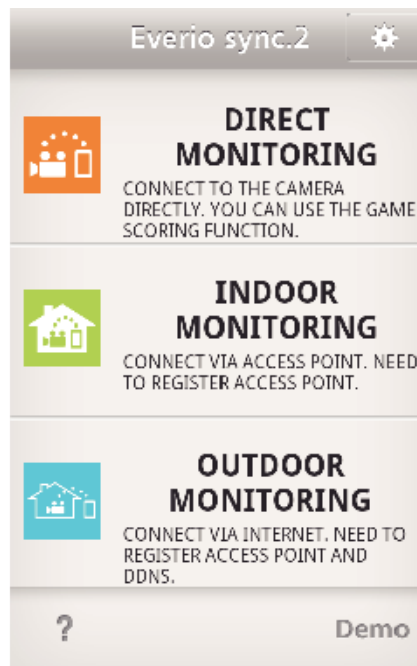 Everio sync.2
DIRECT
MONITORING
CONNECT TO THE CAMERA
DIRECTLY. YOU CAN USE THE GAME
SCORING FUNCTION.
INDOOR
MONITORING
CONNECT VIA ACCESS POINT. NEED
TO REGISTER ACCESS POINT.
OUTDOOR
MONITORING
CONNECT VIA INTERNET. NEED TO
REGISTER ACCESS POINT AND
DDNS.
? Demo